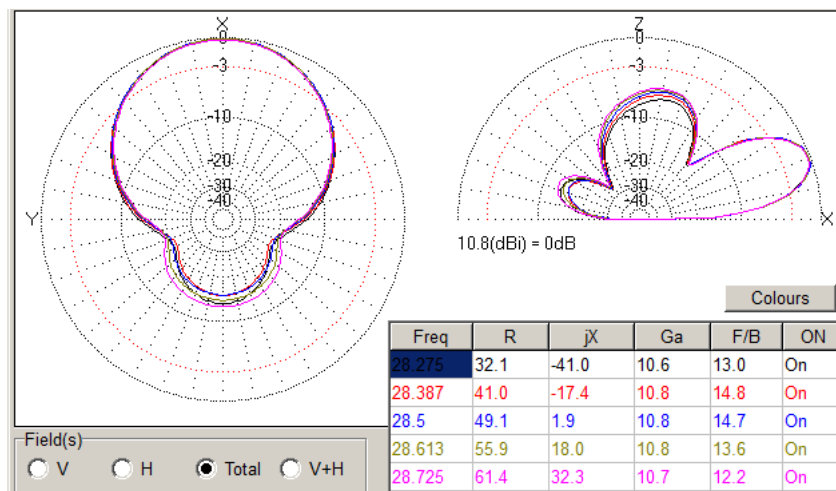 X
0
-3
-10
-20
-30
-40
Y
Z
0
-3
-10
-20
-30
-40
X
10.8(dBi) = 0dB
Colours
Freq R jX Ga F/B ON
28.275 32.1 -41.0 10.6 13.0 On
28.387 41.0 -17.4 10.8 14.8 On
28.5 49.1 1.9 10.8 14.7 On
28.613 55.9 18.0 10.8 13.6 On
28.725 61.4 32.3 10.7 12.2 On
Field(s)
V H Total V+H